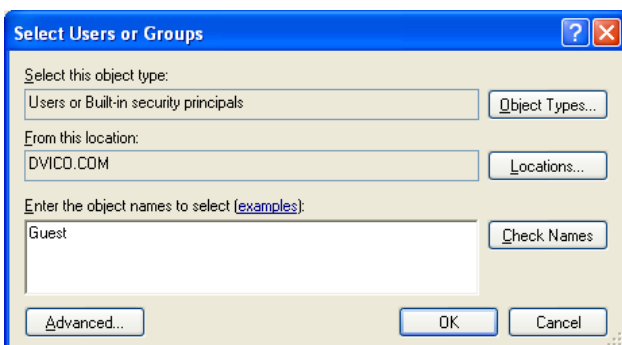 Select Users or Groups
Select this object type:
Users or Built-in security principals
Object Types...
From this location:
DVICO.COM
Locations...
Enter the object names to select (examples):
Guest
Check Names
Advanced...
OK
Cancel